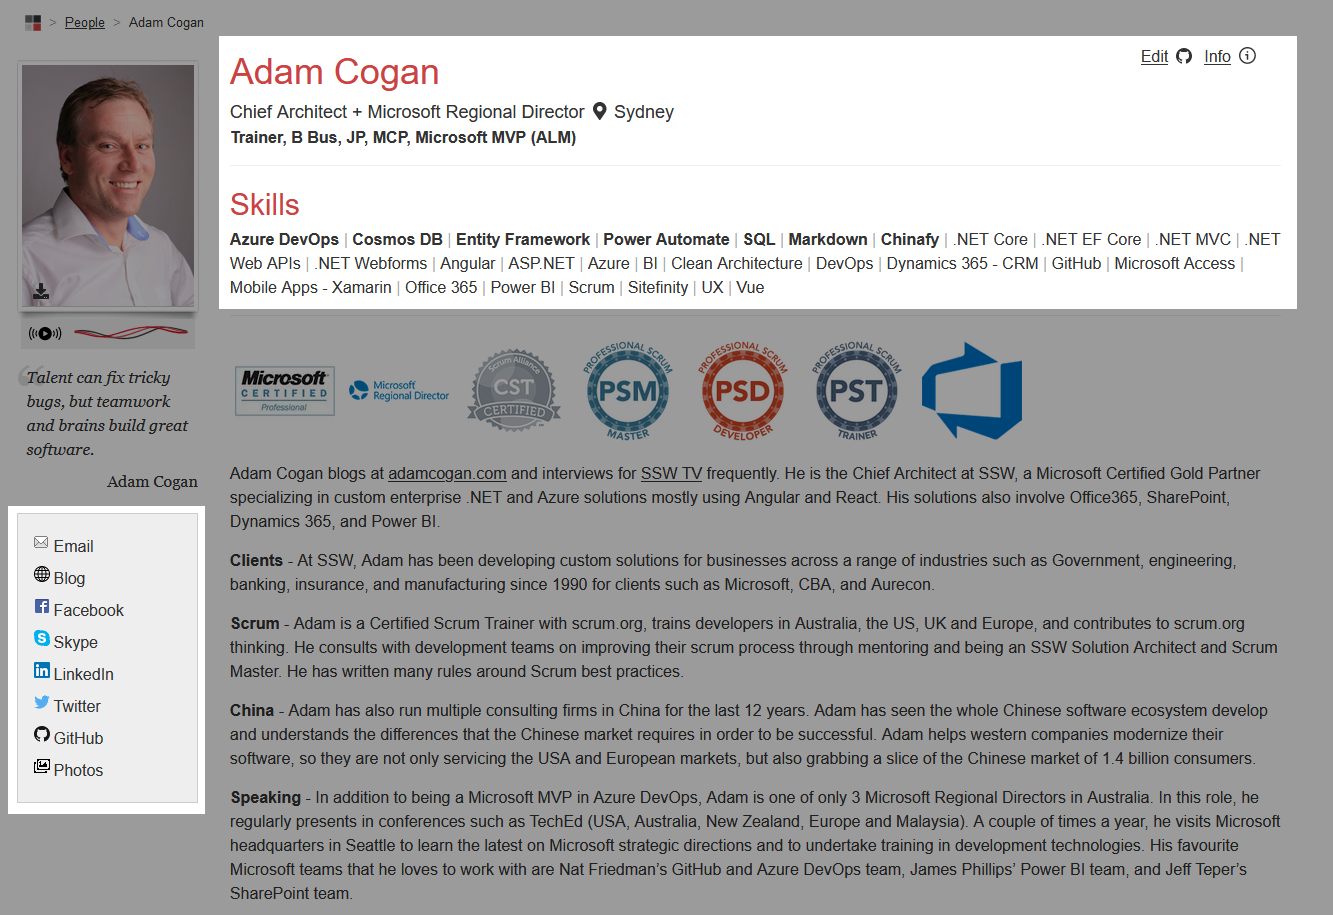 > People > Adam Cogan
Adam Cogan
Edit Info
Chief Architect + Microsoft Regional Director Sydney
Trainer, B Bus, JP, MCP, Microsoft MVP (ALM)
Skills
Azure DevOps | Cosmos DB | Entity Framework | Power Automate | SQL | Markdown | Chinafy | .NET Core | .NET EF Core | .NET MVC | .NET
Web APIs | .NET Webforms | Angular | ASP.NET | Azure | BI | Clean Architecture | DevOps | Dynamics 365 - CRM | GitHub | Microsoft Access |
Mobile Apps - Xamarin | Office 365 | Power BI | Scrum | Sitefinity | UX | Vue
“Talent can fix tricky
bugs, but teamwork
and brains build great
software.
Adam Cogan
Email
Blog
Facebook
Skype
LinkedIn
Twitter
GitHub
Photos
Microsoft
CERTIFIED
Professional
Microsoft
Regional Director
Scrum Alliance
CST
CERTIFIED
PROFESSIONAL SCRUM
PSM
MASTER
PROFESSIONAL SCRUM
PSD
DEVELOPER
PROFESSIONAL SCRUM
PST
TRAINER
Adam Cogan blogs at adamcogan.com and interviews for SSW TV frequently. He is the Chief Architect at SSW, a Microsoft Certified Gold Partner
specializing in custom enterprise .NET and Azure solutions mostly using Angular and React. His solutions also involve Office365, SharePoint,
Dynamics 365, and Power BI.
Clients - At SSW, Adam has been developing custom solutions for businesses across a range of industries such as Government, engineering,
banking, insurance, and manufacturing since 1990 for clients such as Microsoft, CBA, and Aurecon.
Scrum - Adam is a Certified Scrum Trainer with scrum.org, trains developers in Australia, the US, UK and Europe, and contributes to scrum.org
thinking. He consults with development teams on improving their scrum process through mentoring and being an SSW Solution Architect and Scrum
Master. He has written many rules around Scrum best practices.
China - Adam has also run multiple consulting firms in China for the last 12 years. Adam has seen the whole Chinese software ecosystem develop
and understands the differences that the Chinese market requires in order to be successful. Adam helps western companies modernize their
software, so they are not only servicing the USA and European markets, but also grabbing a slice of the Chinese market of 1.4 billion consumers.
Speaking - In addition to being a Microsoft MVP in Azure DevOps, Adam is one of only 3 Microsoft Regional Directors in Australia. In this role, he
regularly presents in conferences such as TechEd (USA, Australia, New Zealand, Europe and Malaysia). A couple of times a year, he visits Microsoft
headquarters in Seattle to learn the latest on Microsoft strategic directions and to undertake training in development technologies. His favourite
Microsoft teams that he loves to work with are Nat Friedman’s GitHub and Azure DevOps team, James Phillips’ Power BI team, and Jeff Teper’s
SharePoint team.